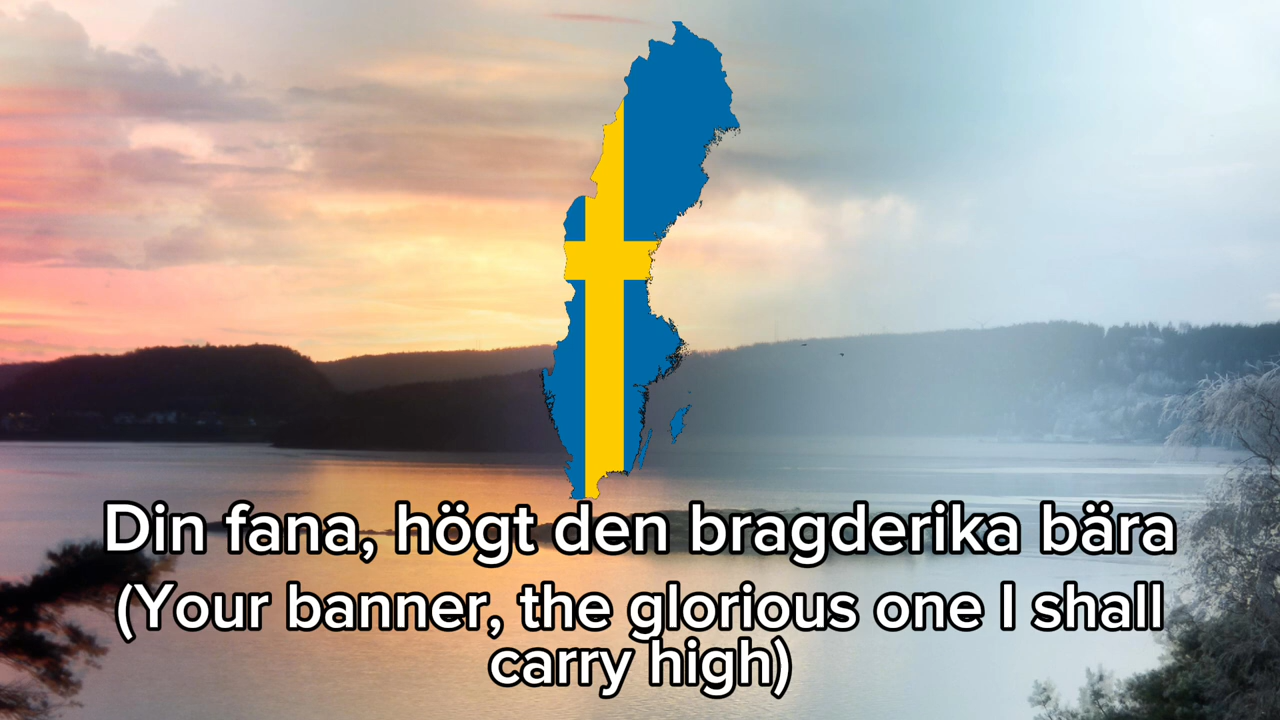 Din fana, högt den bragderika bära
(Your banner, the glorious one I shall
carry high)